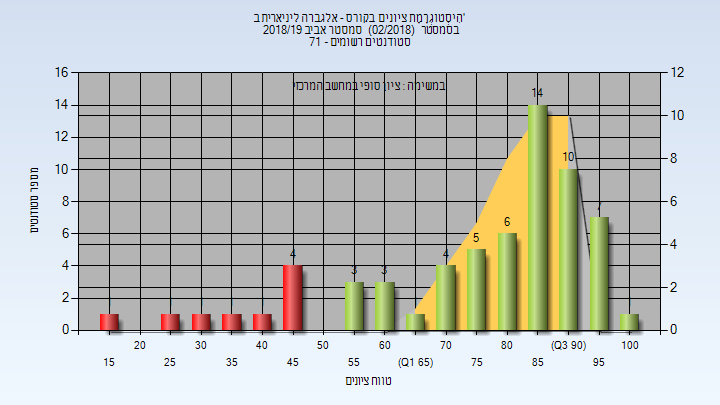 היסטוגרמת ציונים בקורס - אלגברה ליניארית ב'
בסמסטר (02/2018) סמסטר אביב 2018/19
סטודנטים רשומים - 71
במשימה : ציון סופי במחשב המרכזי
מספר סטודנטים
16 14 12 10 8 6 4 2 0
12 10 8 6 4 2 0
4 3 3 4 5 6 14 10 7
20 30 40 50 60 70 80 (Q3 90) 100
15 25 35 45 55 (Q1 65) 75 85 95
טווח ציונים